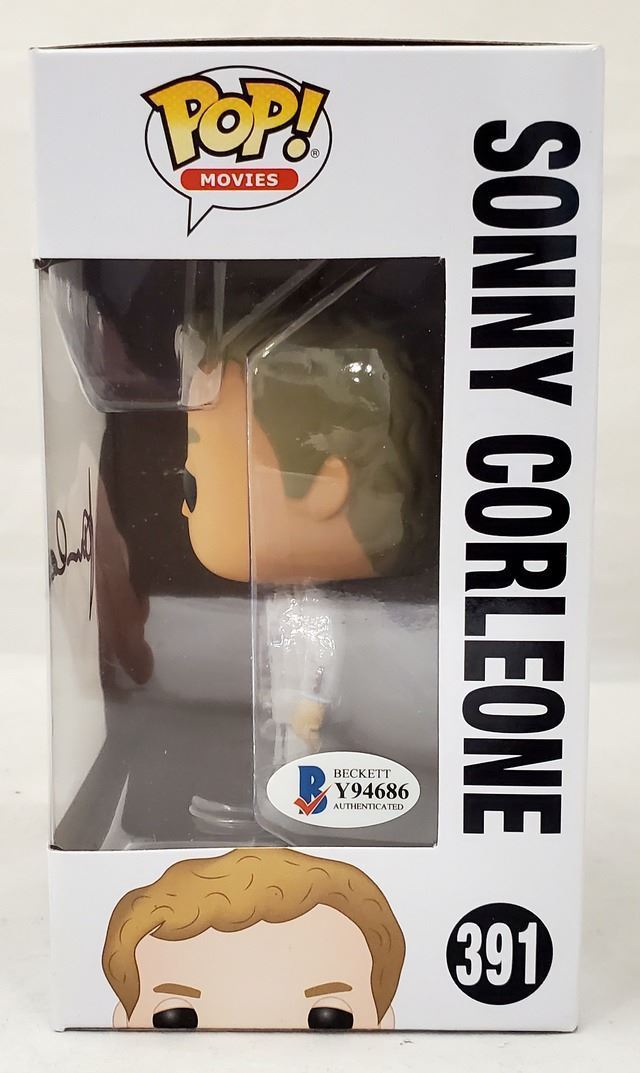 POP!
®
MOVIES
SONNY CORLEONE
B
BECKETT
Y94686
AUTHENTICATED
391